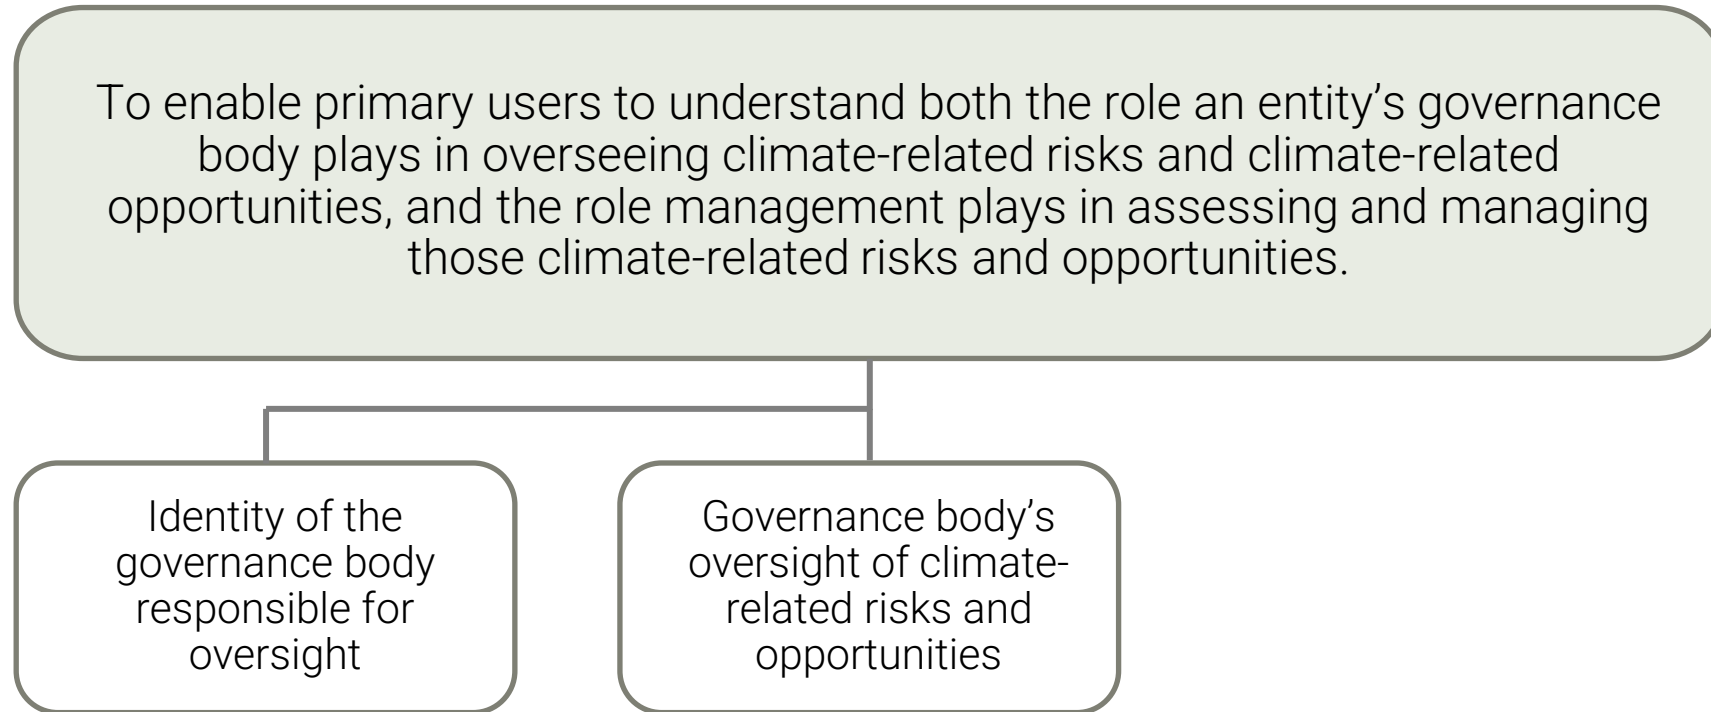 To enable primary users to understand both the role an entity’s governance
body plays in overseeing climate-related risks and climate-related
opportunities, and the role management plays in assessing and managing
those climate-related risks and opportunities.
Identity of the
governance body
responsible for
oversight
Governance body’s
oversight of climate-
related risks and
opportunities